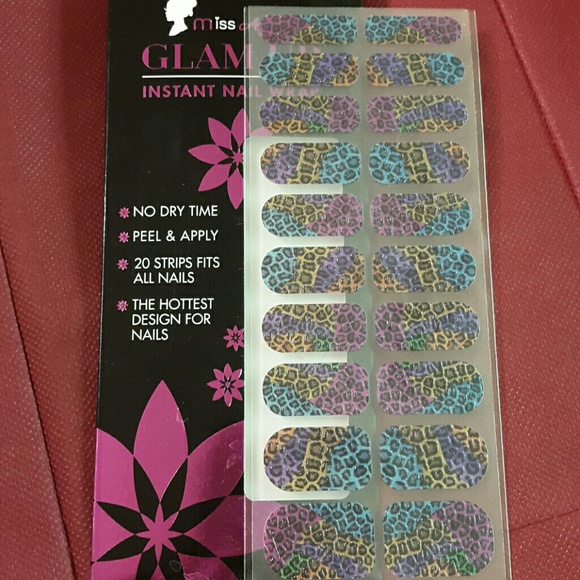 miss
GLAM
INSTANT NAIL WRAP
NO DRY TIME
PEEL & APPLY
20 STRIPS FITS
ALL NAILS
THE HOTTEST
DESIGN FOR
NAILS